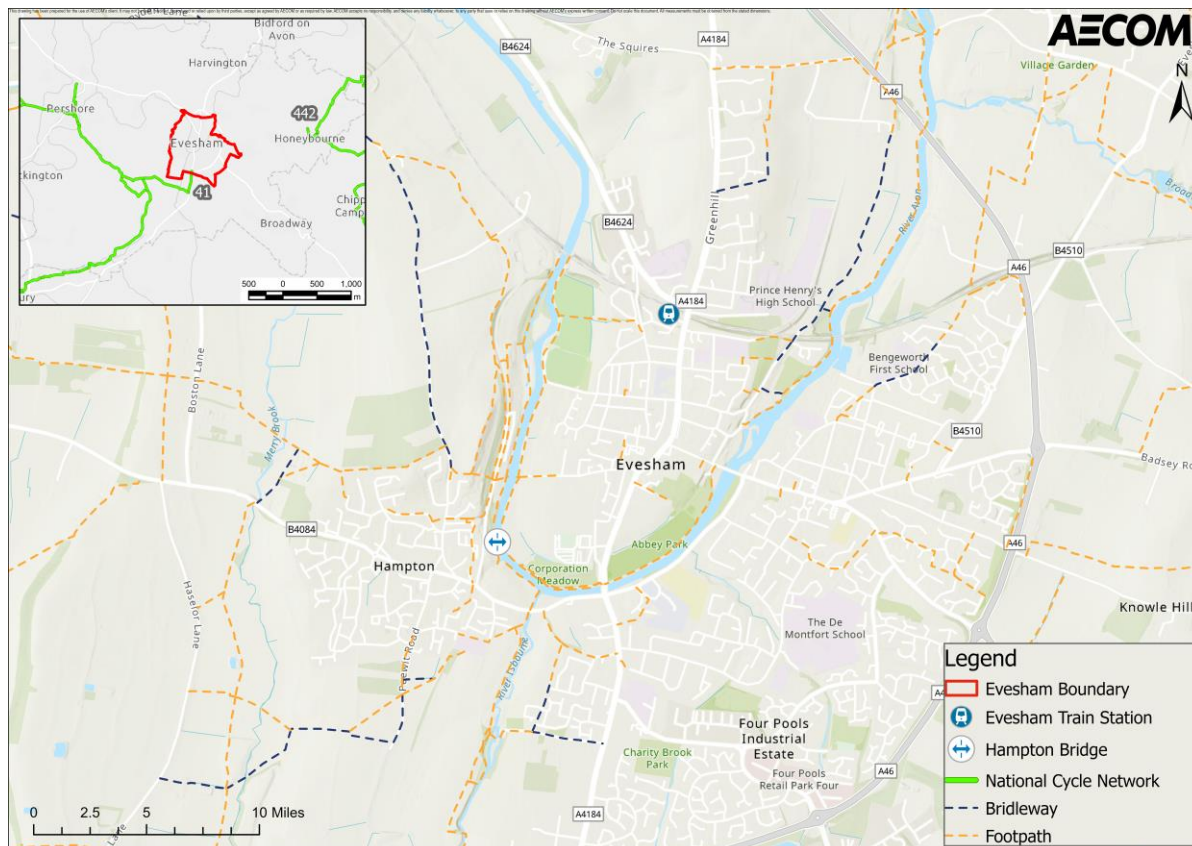 AECOM
N
Bidford on
Avon
Harvington
Pershore
442
Honeybourne
Evesham
41
Broadway
500 0 500 1,000
m
B4624
The Squires
A4184
Village Garden
A46
B4624
Greenhill
River Avon
B4510
A46
Prince Henry's
High School
A4184
Bengeworth
First School
Boston Lane
Merry Brook
B4510
Evesham
Badsey
B4084
Abbey Park
A46
Hampton
Corporation
Meadow
Haselor Lane
Knowle Hill
The De
Montfort School
Peewit Road
River Isbourne
Four Pools
Industrial
Estate
Charity Brook
Park
Four Pools
Retail Park Four
A46
A4184
0 2.5 5 10 Miles
Legend
Evesham Boundary
Evesham Train Station
Hampton Bridge
National Cycle Network
Bridleway
Footpath